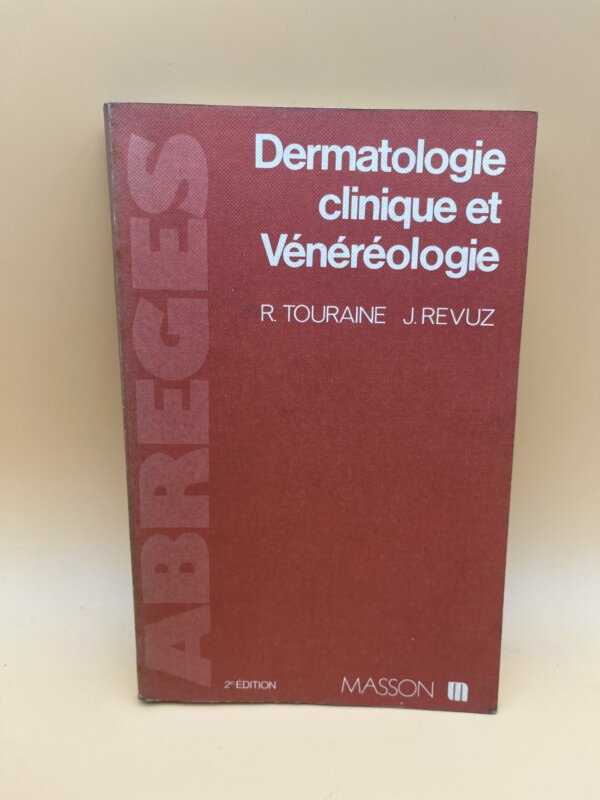 ABREGES
Dermatologie
clinique et
Vénéréologie
R. TOURAINE J. REVUZ
2e ÉDITION
MASSON